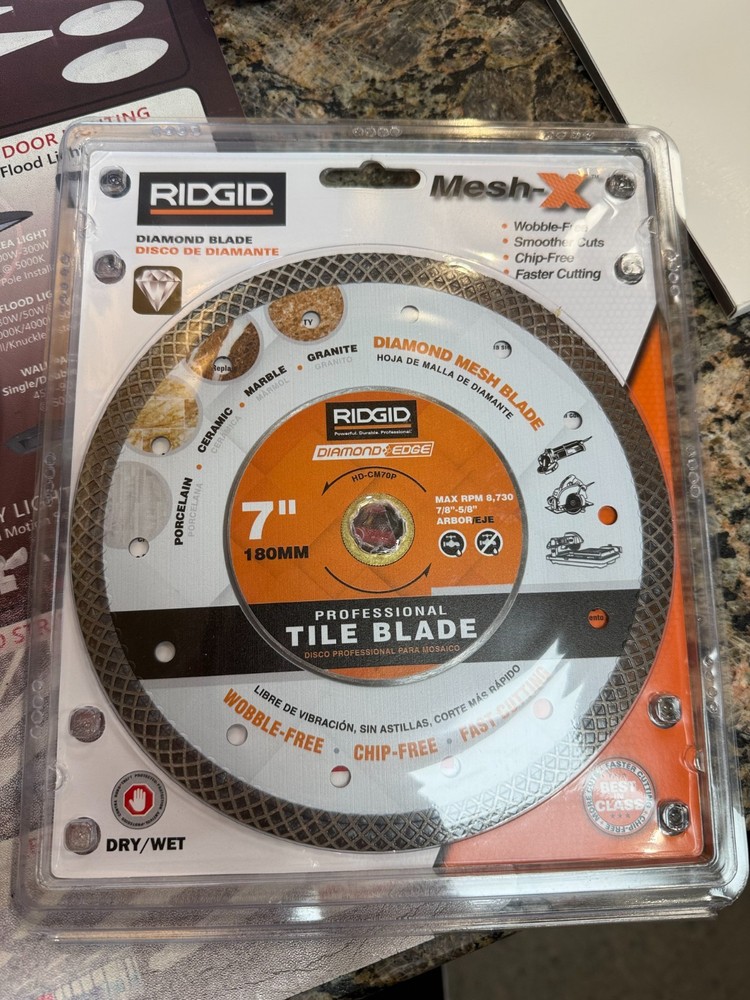 DOOR
Flood
@ 5000K
Single/
RIDGID
DIAMOND BLADE
DISCO DE DIAMANTE
Mesh-X
• Wobble-Free
• Smoother Cuts
• Chip-Free
• Faster Cutting
PORCELAIN
PORCELANA
• CERAMIC
CERÁMICA
• MARBLE
MÁRMOL
• GRANITE
GRANITO
DIAMOND MESH BLADE
HOJA DE MALLA DE DIAMANTE
RIDGID
Powerful. Durable. Professional.
DIAMOND EDGE
HD-CM70P
7"
180MM
MAX RPM 8,730
7/8"-5/8"
ARBOR/EJE
PROFESSIONAL
TILE BLADE
DISCO PROFESIONAL PARA MOSAICO
LIBRE DE VIBRACIÓN, SIN ASTILLAS, CORTE MÁS RÁPIDO
WOBBLE-FREE • CHIP-FREE • FAST CUTTING
DRY/WET
BEST
IN
CLASS